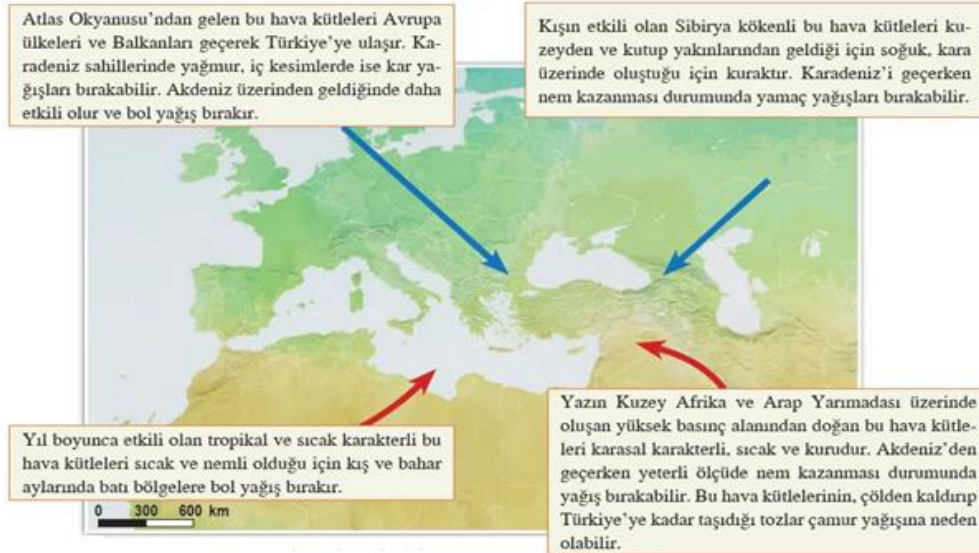 Atlas Okyanusu’ndan gelen bu hava kütleleri Avrupa
ülkeleri ve Balkanları geçerek Türkiye’ye ulaşır. Ka-
radeniz sahillerinde yağmur, iç kesimlerde ise kar ya-
ğışları bırakabilir. Akdeniz üzerinden geldiğinde daha
etkili olur ve bol yağış bırakır.
Kışın etkili olan Sibirya kökenli bu hava kütleleri ku-
zeyden ve kutup yakınlarından geldiği için soğuk, kara
üzerinde oluştuğu için kuraktır. Karadeniz’i geçerken
nem kazanması durumunda yamaç yağışları bırakabilir.
Yıl boyunca etkili olan tropikal ve sıcak karakterli bu
hava kütleleri sıcak ve nemli olduğu için kış ve bahar
aylarında batı bölgelere bol yağış bırakır.
0 300 600 km
Yazın Kuzey Afrika ve Arap Yarımadası üzerinde
oluşan yüksek basınç alanından doğan bu hava kütle-
leri karasal karakterli, sıcak ve kurudur. Akdeniz’den
geçerken yeterli ölçüde nem kazanması durumunda
yağış bırakabilir. Bu hava kütlelerinin, çölden kaldırıp
Türkiye’ye kadar taşıdığı tozlar çamur yağışına neden
olabilir.